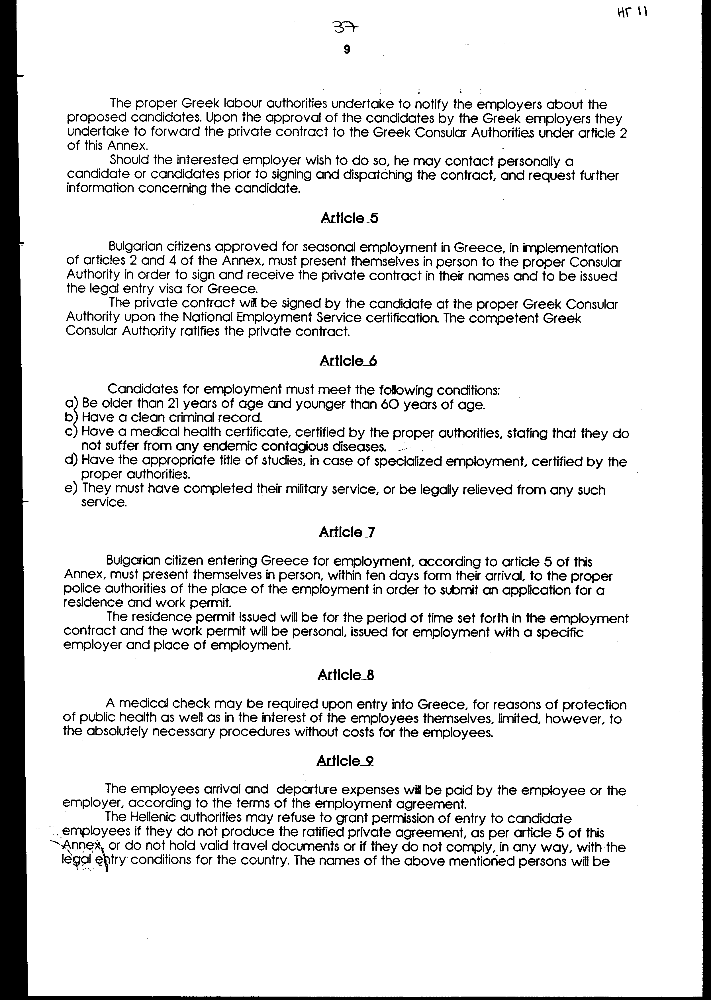 НГ 11
37
9
The proper Greek labour authorities undertake to notify the employers about the
proposed candidates. Upon the approval of the candidates by the Greek employers they
undertake to forward the private contract to the Greek Consular Authorities under article 2
of this Annex.
Should the interested employer wish to do so, he may contact personally a
candidate or candidates prior to signing and dispatching the contract, and request further
information concerning the candidate.
Article 5
Bulgarian citizens approved for seasonal employment in Greece, in implementation
of articles 2 and 4 of the Annex, must present themselves in person to the proper Consular
Authority in order to sign and receive the private contract in their names and to be issued
the legal entry visa for Greece.
The private contract will be signed by the candidate at the proper Greek Consular
Authority upon the National Employment Service certification. The competent Greek
Consular Authority ratifies the private contract.
Article 6
Candidates for employment must meet the following conditions:
a) Be older than 21 years of age and younger than 60 years of age.
b) Have a clean criminal record.
c) Have a medical health certificate, certified by the proper authorities, stating that they do
not suffer from any endemic contagious diseases.
d) Have the appropriate title of studies, in case of specialized employment, certified by the
proper authorities.
e) They must have completed their military service, or be legally relieved from any such
service.
Article 7
Bulgarian citizen entering Greece for employment, according to article 5 of this
Annex, must present themselves in person, within ten days form their arrival, to the proper
police authorities of the place of the employment in order to submit an application for a
residence and work permit.
The residence permit issued will be for the period of time set forth in the employment
contract and the work permit will be personal, issued for employment with a specific
employer and place of employment.
Article 8
A medical check may be required upon entry into Greece, for reasons of protection
of public health as well as in the interest of the employees themselves, limited, however, to
the absolutely necessary procedures without costs for the employees.
Article 9
The employees arrival and departure expenses will be paid by the employee or the
employer, according to the terms of the employment agreement.
The Hellenic authorities may refuse to grant permission of entry to candidate
employees if they do not produce the ratified private agreement, as per article 5 of this
Annex, or do not hold valid travel documents or if they do not comply, in any way, with the
legal entry conditions for the country. The names of the above mentioned persons will be